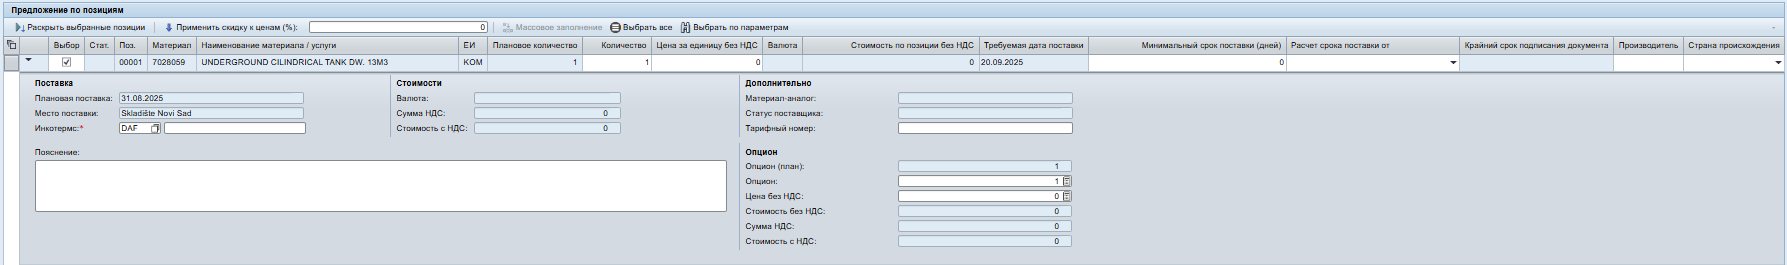 Предложение по позициям
Раскрыть выбранные позиции Применить скидку к ценам (%): 0 Массовое заполнение Выбрать все Выбрать по параметрам
Выбор Стат. Поз. Материал Наименование материала / услуги ЕИ Плановое количество Количество Цена за единицу без НДС Валюта Стоимость по позиции без НДС Требуемая дата поставки Минимальный срок поставки (дней) Расчет срока поставки от Крайний срок подписания документа Производитель Страна происхождения
00001 7028059 UNDERGROUND CILINDRICAL TANK DW. 13M3 KOM 1 1 0 0 20.09.2025 0
Поставка Стоимости Дополнительно
Плановая поставка: 31.08.2025 Валюта: Материал-аналог:
Место поставки: Skladište Novi Sad Сумма НДС: 0 Статус поставщика:
Инкотермс:* DAF Стоимость с НДС: 0 Тарифный номер:
Пояснение: Опцион
Опцион (план): 1
Опцион: 1
Цена без НДС: 0
Стоимость без НДС: 0
Сумма НДС: 0
Стоимость с НДС: 0